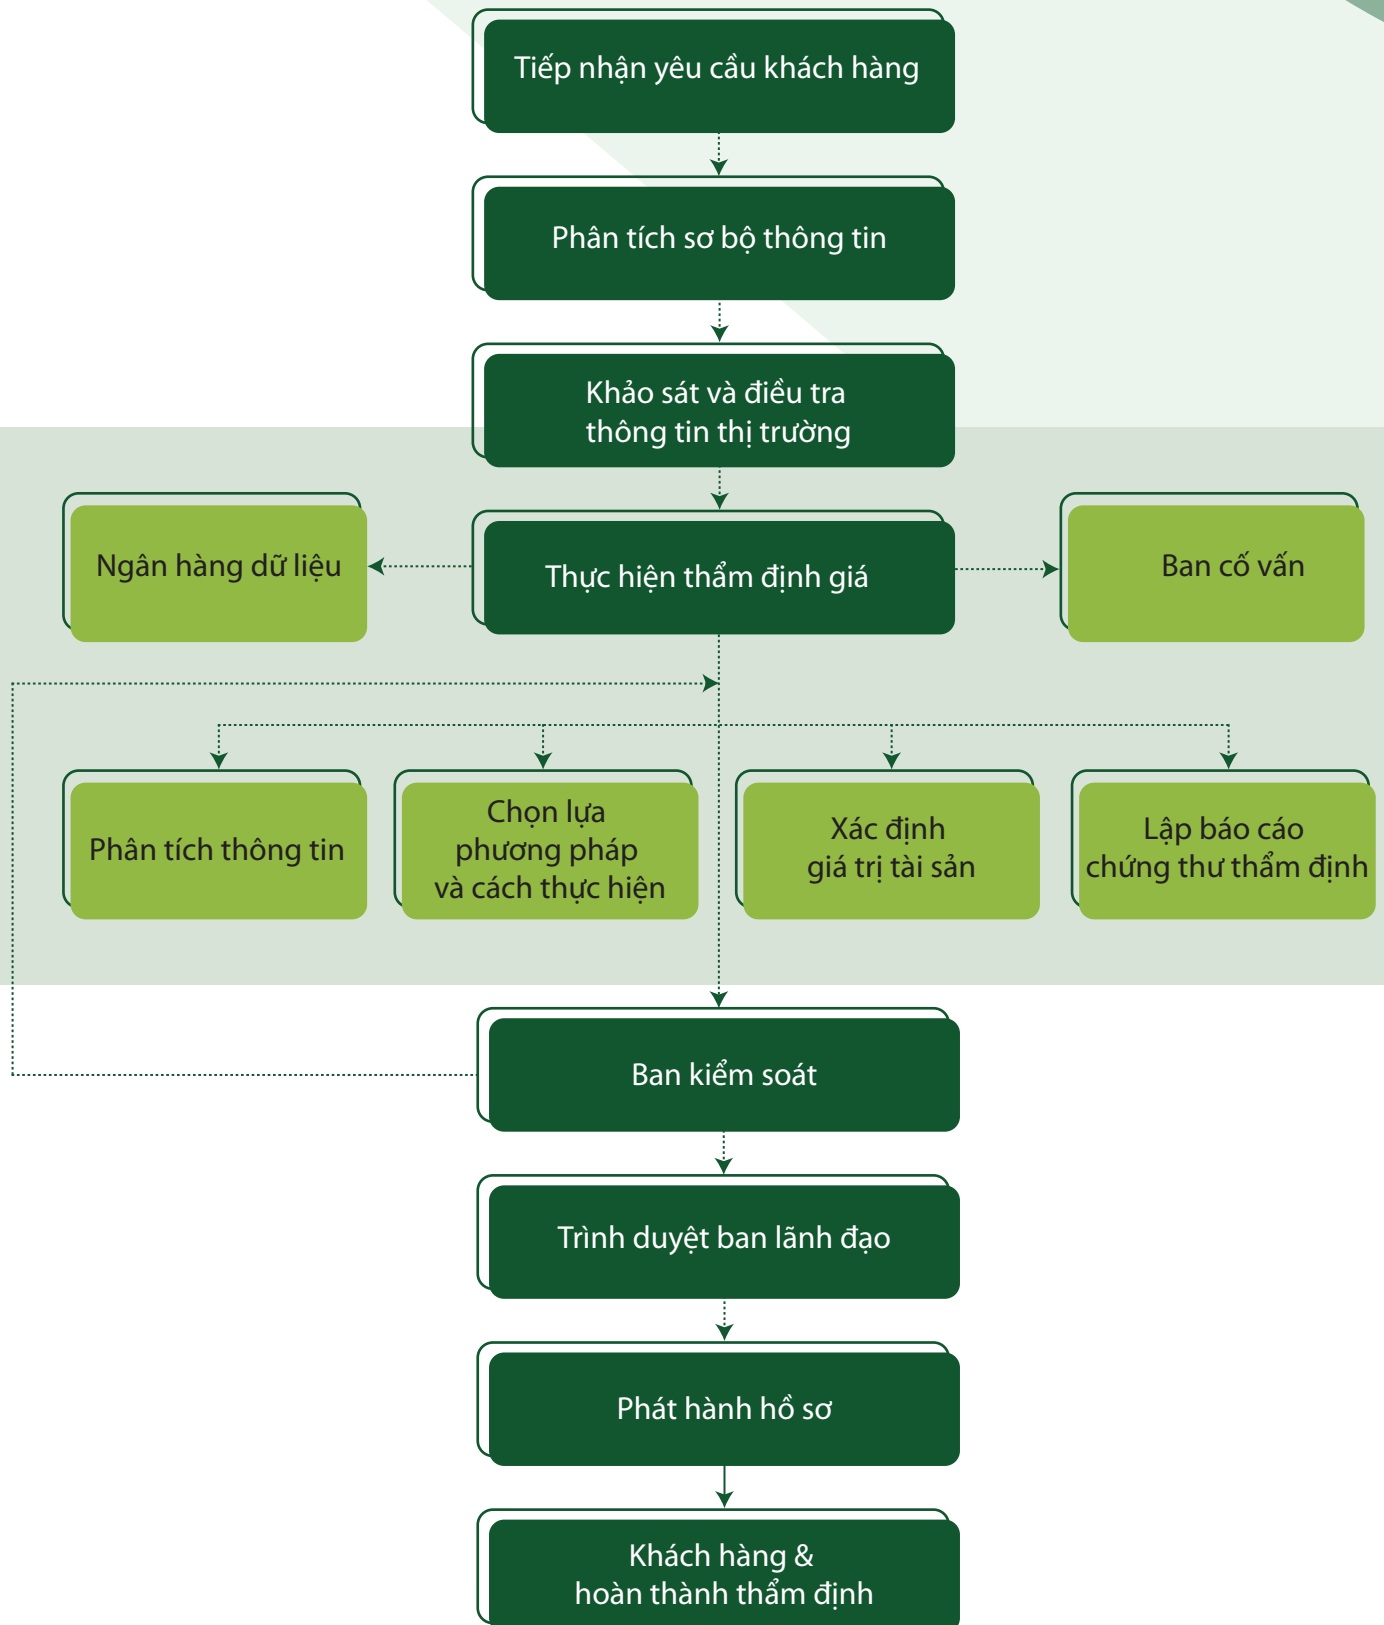 Tiếp nhận yêu cầu khách hàng
Phân tích sơ bộ thông tin
Khảo sát và điều tra
thông tin thị trường
Ngân hàng dữ liệu
Thực hiện thẩm định giá
Ban cố vấn
Phân tích thông tin
Chọn lựa
phương pháp
và cách thực hiện
Xác định
giá trị tài sản
Lập báo cáo
chứng thư thẩm định
Ban kiểm soát
Trình duyệt ban lãnh đạo
Phát hành hồ sơ
Khách hàng &
hoàn thành thẩm định